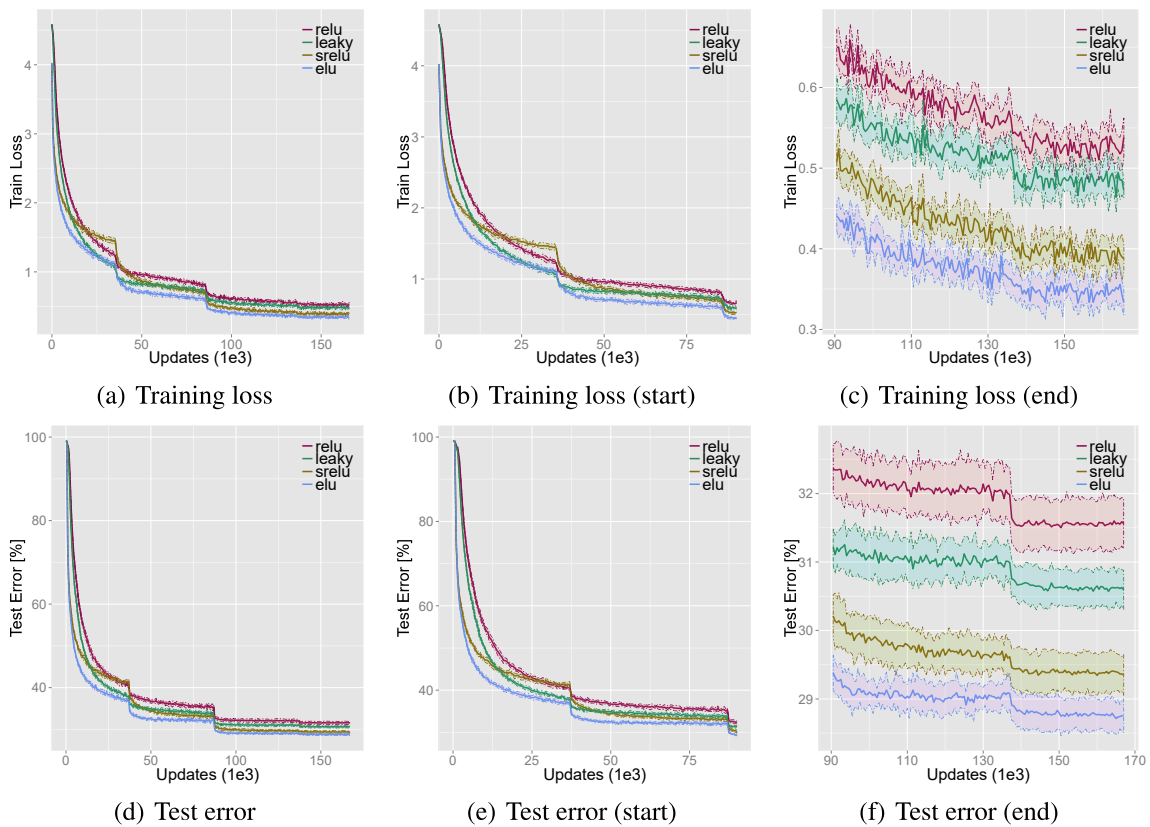 relu
leaky
srelu
elu
4
3
2
1
Train Loss
0
50
100
150
Updates (1e3)
(a) Training loss
relu
leaky
srelu
elu
4
3
2
1
Train Loss
0
25
50
75
Updates (1e3)
(b) Training loss (start)
relu
leaky
srelu
elu
0.6
0.5
0.4
0.3
Train Loss
90
110
130
150
Updates (1e3)
(c) Training loss (end)
relu
leaky
srelu
elu
100
80
60
40
Test Error [%]
0
50
100
150
Updates (1e3)
(d) Test error
relu
leaky
srelu
elu
100
80
60
40
Test Error [%]
0
25
50
75
Updates (1e3)
(e) Test error (start)
relu
leaky
srelu
elu
32
31
30
29
Test Error [%]
90
110
130
150
170
Updates (1e3)
(f) Test error (end)